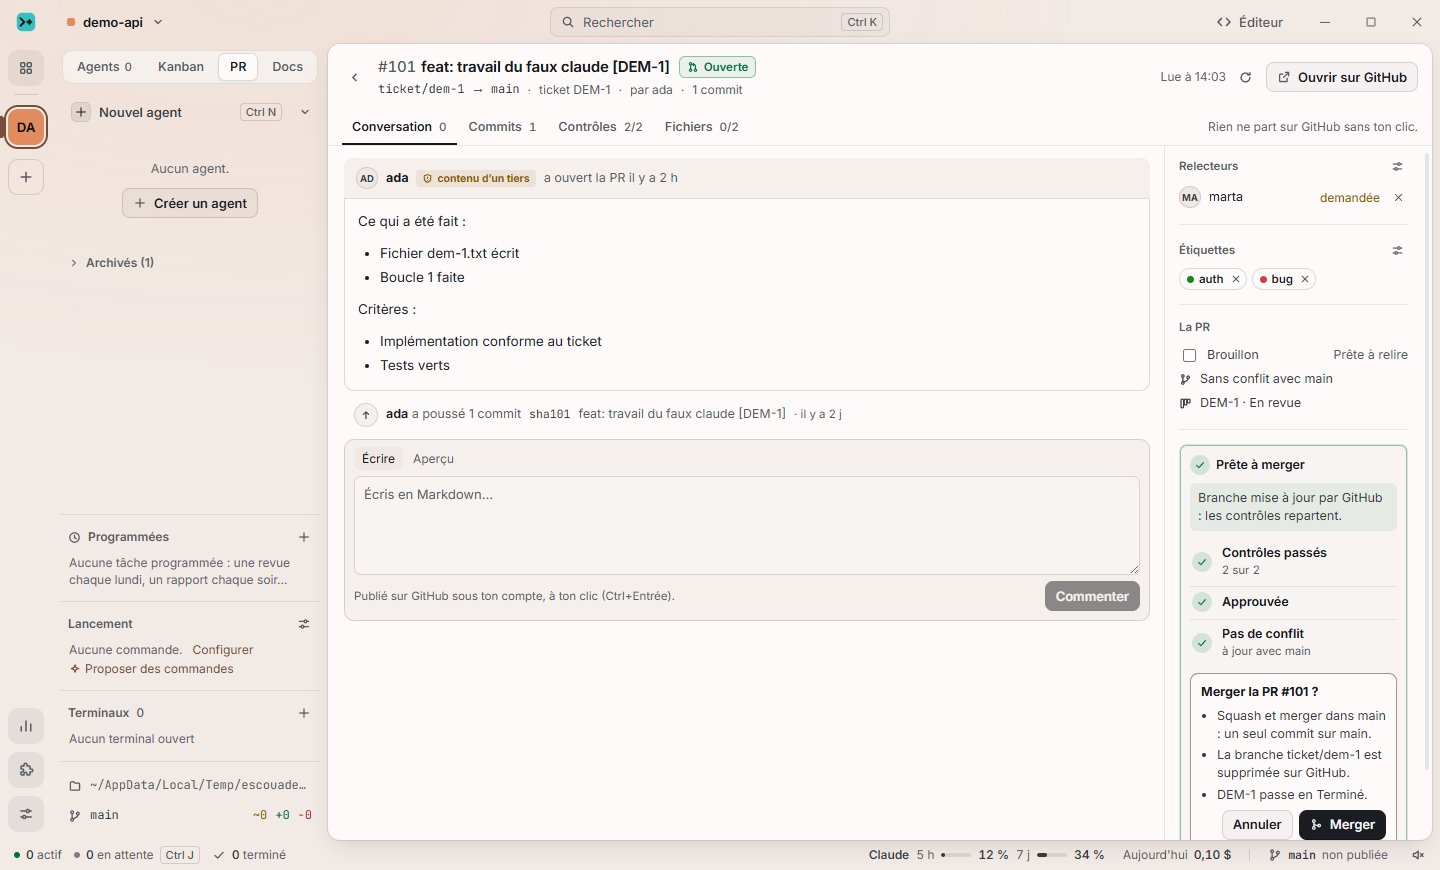 demo-api
Rechercher
Ctrl K
Éditeur
Agents 0
Kanban
PR
Docs
Nouvel agent
Ctrl N
DA
Aucun agent.
Créer un agent
Archivés (1)
Programmées
Aucune tâche programmée : une revue
chaque lundi, un rapport chaque soir...
Lancement
Aucune commande. Configurer
Proposer des commandes
Terminaux 0
Aucun terminal ouvert
~/AppData/Local/Temp/escouade…
main
~0 +0 -0
#101 feat: travail du faux claude [DEM-1]
Ouverte
ticket/dem-1 → main · ticket DEM-1 · par ada · 1 commit
Lue à 14:03
Ouvrir sur GitHub
Conversation 0
Commits 1
Contrôles 2/2
Fichiers 0/2
Rien ne part sur GitHub sans ton clic.
AD
ada
contenu d'un tiers
a ouvert la PR il y a 2 h
Ce qui a été fait :
• Fichier dem-1.txt écrit
• Boucle 1 faite
Critères :
• Implémentation conforme au ticket
• Tests verts
ada a poussé 1 commit sha101 feat: travail du faux claude [DEM-1] · il y a 2 j
Écrire
Aperçu
Écris en Markdown...
Publié sur GitHub sous ton compte, à ton clic (Ctrl+Entrée).
Commenter
Relecteurs
MA
marta
demandée
Étiquettes
auth
bug
La PR
Brouillon
Prête à relire
Sans conflit avec main
DEM-1 · En revue
Prête à merger
Branche mise à jour par GitHub
: les contrôles repartent.
Contrôles passés
2 sur 2
Approuvée
Pas de conflit
à jour avec main
Merger la PR #101 ?
• Squash et merger dans main
: un seul commit sur main.
• La branche ticket/dem-1 est
supprimée sur GitHub.
• DEM-1 passe en Terminé.
Annuler
Merger
0 actif
0 en attente
Ctrl J
0 terminé
Claude 5 h 12 % 7 j 34 %
Aujourd'hui 0,10 $
main non publiée